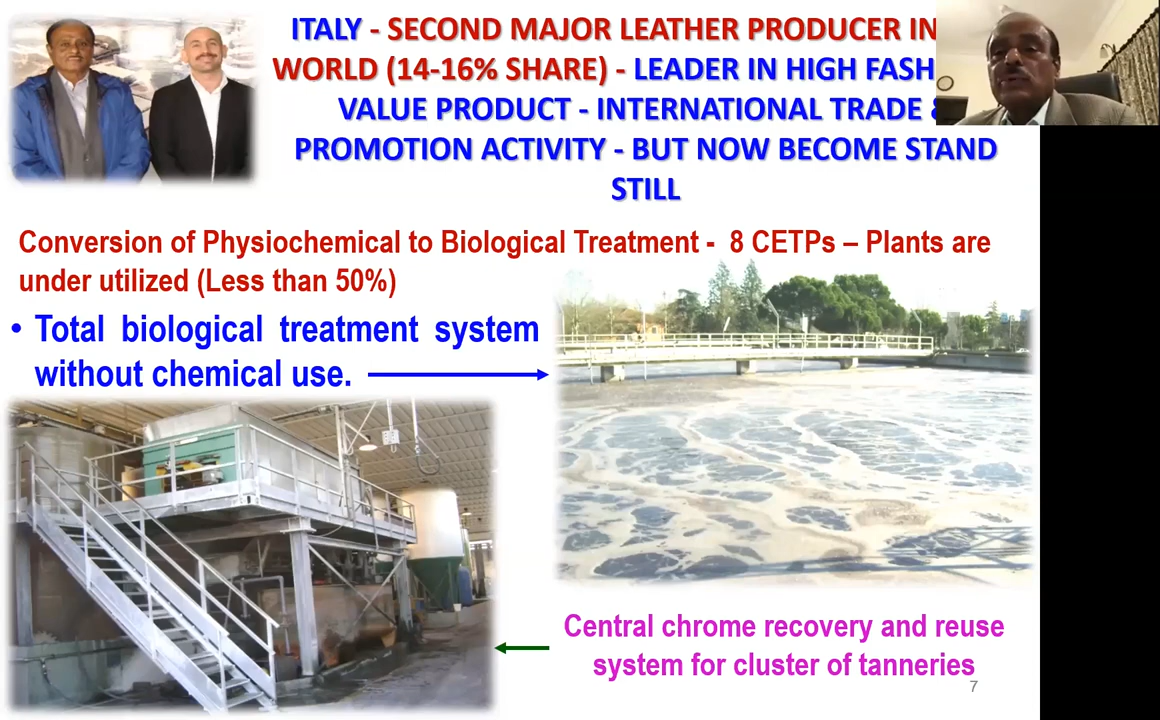 ITALY - SECOND MAJOR LEATHER PRODUCER IN
WORLD (14-16% SHARE) - LEADER IN HIGH
VALUE PRODUCT - INTERNATIONAL TRADE &
PROMOTION ACTIVITY - BUT NOW BECOME STAND
STILL
Conversion of Physiochemical to Biological Treatment - 8 CETPs – Plants are
under utilized (Less than 50%)
• Total biological treatment system
without chemical use.
Central chrome recovery and reuse
system for cluster of tanneries
7